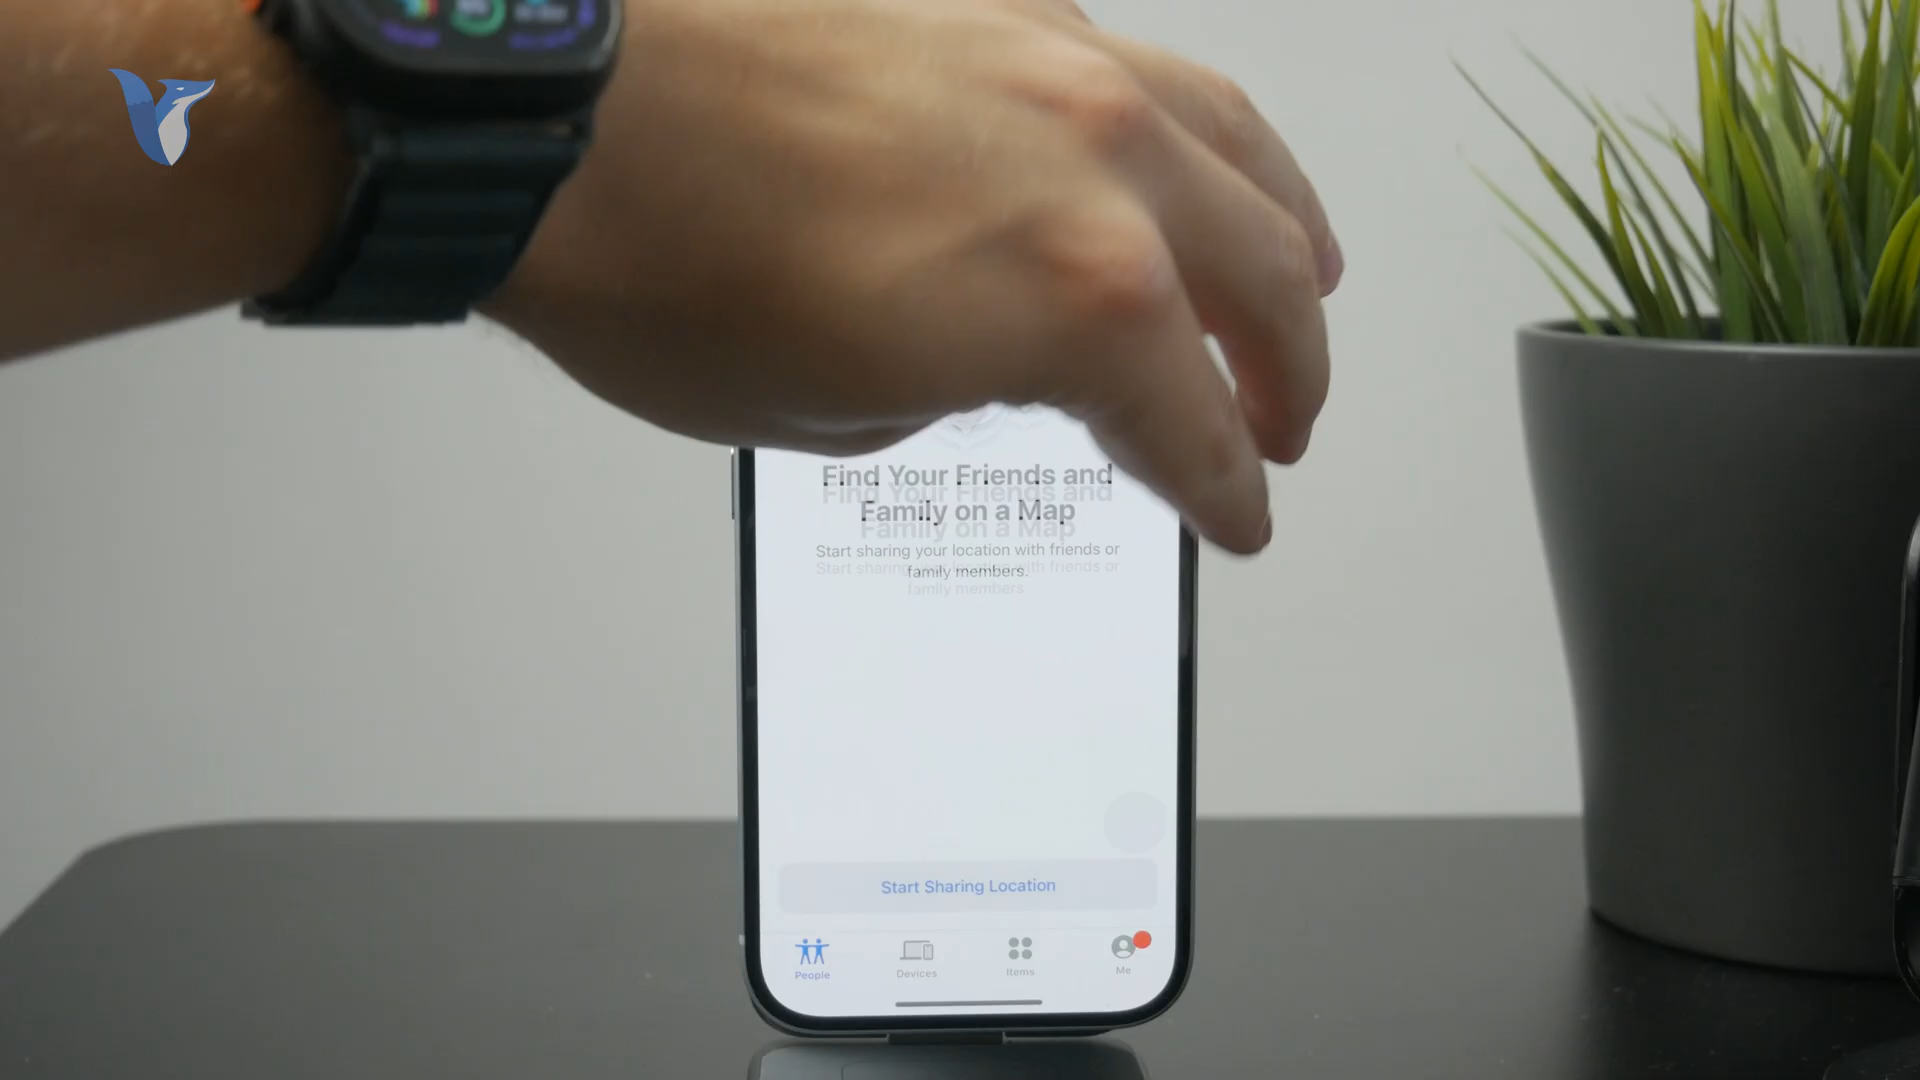 Find Your Friends and
Family on a Map
Start sharing your location with friends or
family members.
Start Sharing Location
People
Devices
Items
Me